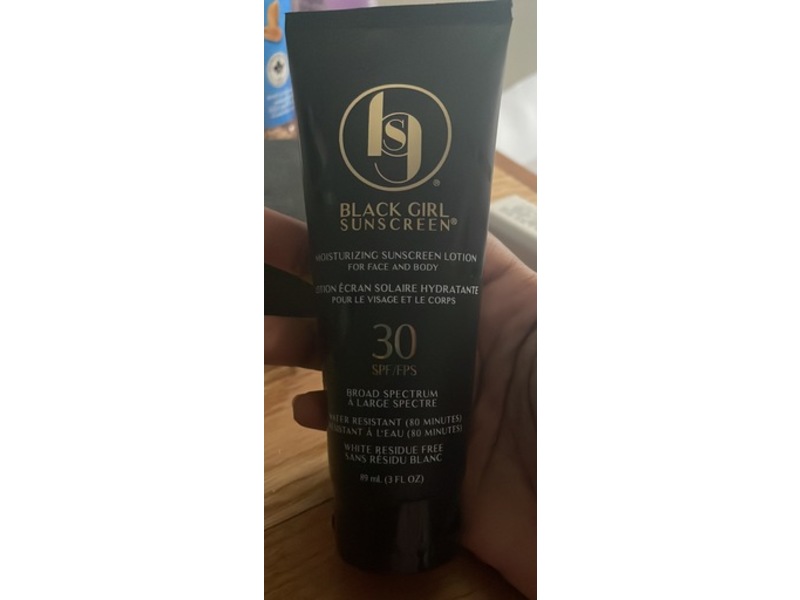 bsg
®
BLACK GIRL
SUNSCREEN®
MOISTURIZING SUNSCREEN LOTION
FOR FACE AND BODY
LOTION ÉCRAN SOLAIRE HYDRATANTE
POUR LE VISAGE ET LE CORPS
30
SPF/FPS
BROAD SPECTRUM
À LARGE SPECTRE
WATER RESISTANT (80 MINUTES)
RÉSISTANT À L'EAU (80 MINUTES)
WHITE RESIDUE FREE
SANS RÉSIDU BLANC
89 mL (3 FL OZ)